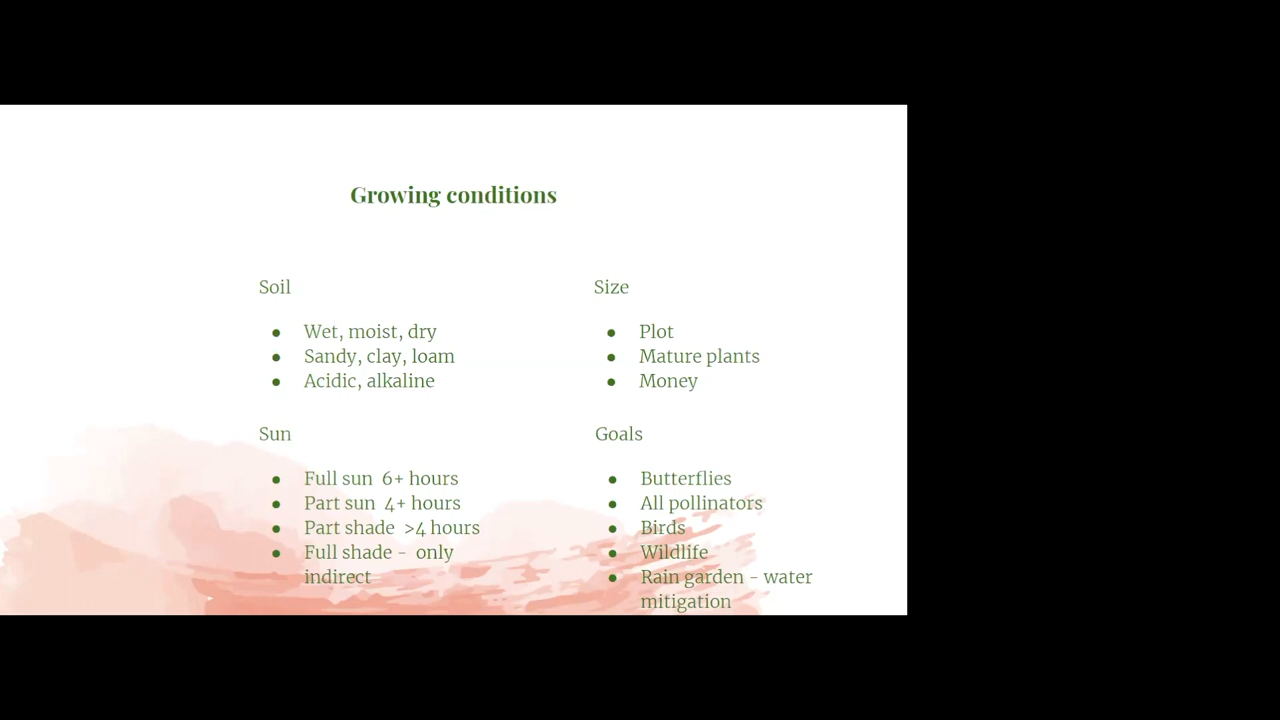 Growing conditions
Soil
● Wet, moist, dry
● Sandy, clay, loam
● Acidic, alkaline
Sun
● Full sun 6+ hours
● Part sun 4+ hours
● Part shade >4 hours
● Full shade - only
indirect
Size
● Plot
● Mature plants
● Money
Goals
● Butterflies
● All pollinators
● Birds
● Wildlife
● Rain garden - water
mitigation